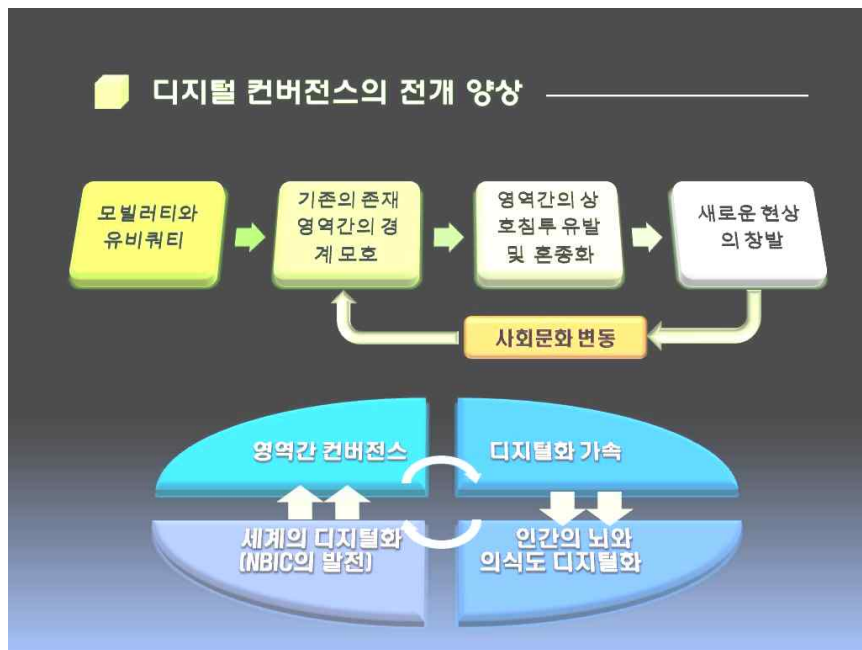 디지털 컨버전스의 전개 양상
모빌러티와
유비쿼티
기존의 존재
영역간의 경
계 모호
영역간의 상
호침투 유발
및 혼종화
새로운 현상
의 창발
사회문화 변동
영역간 컨버전스
디지털화 가속
세계의 디지털화
(NBIC의 발전)
인간의 뇌와
의식도 디지털화